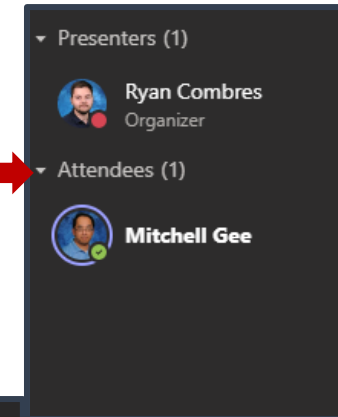 Presenters (1)
Ryan Combres
Organizer
Attendees (1)
Mitchell Gee